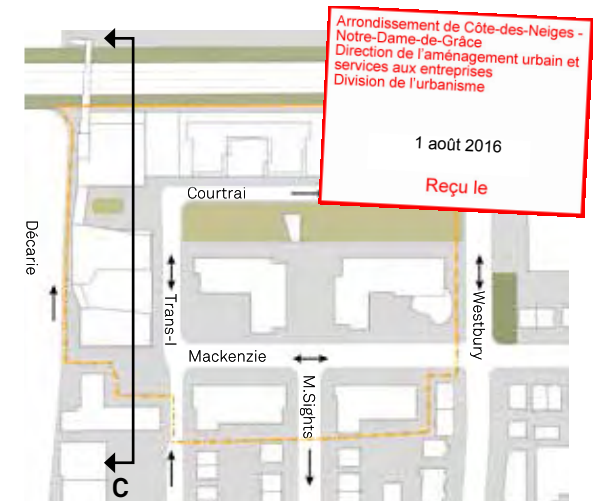 Arrondissement de Côte-des-Neiges -
Notre-Dame-de-Grâce
Direction de l'aménagement urbain et
services aux entreprises
Division de l'urbanisme
1 août 2016
Reçu le
Courtrai
Décarie
Trans-I
Westbury
Mackenzie
M.Sights
C